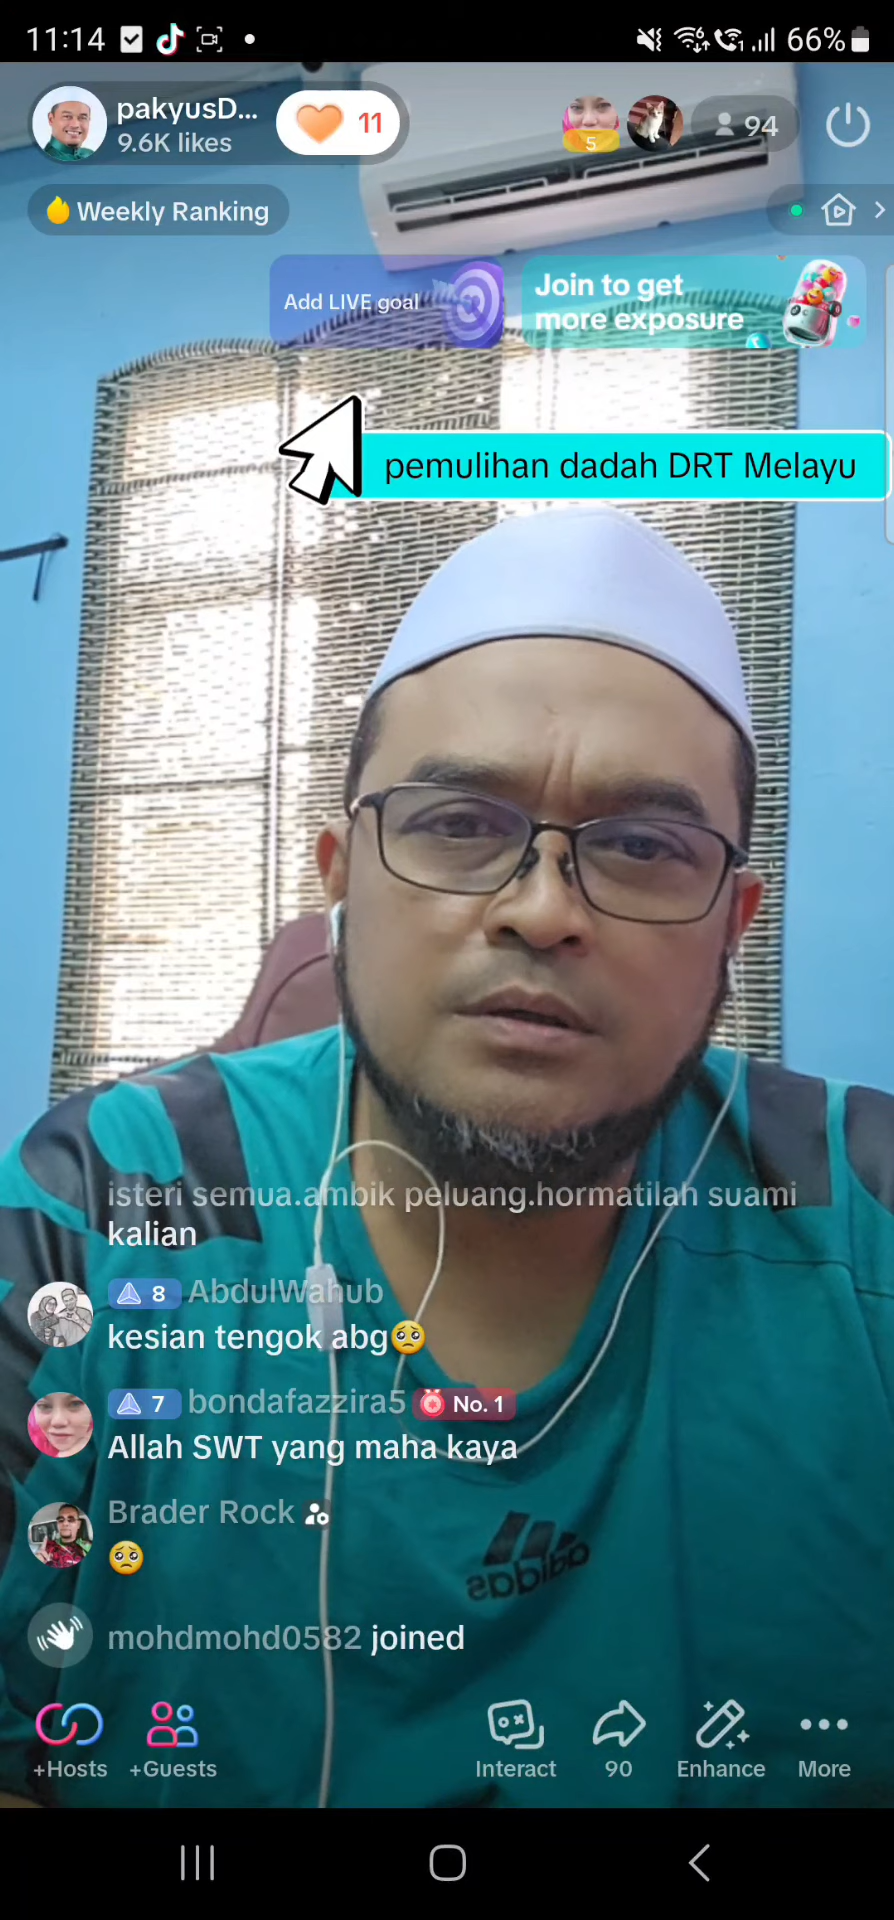 11:14
66%
pakyusD...
9.6K likes
11
5
94
Weekly Ranking
Add LIVE goal
Join to get
more exposure
pemulihan dadah DRT Melayu
isteri semua.ambik peluang.hormatilah suami
kalian
8 AbdulWahub
kesian tengok abg🥺
7 bondafazzira5 No. 1
Allah SWT yang maha kaya
Brader Rock
🥺
adidas
mohdmohd0582 joined
+Hosts
+Guests
Interact
90
Enhance
More